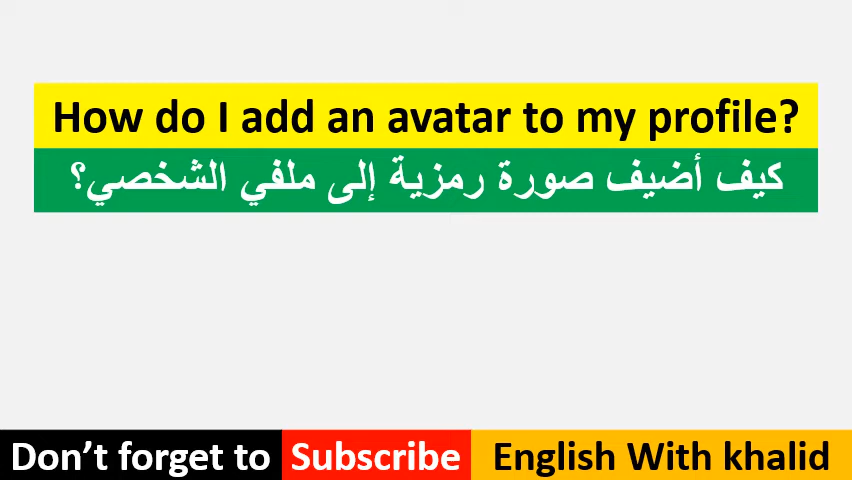 How do I add an avatar to my profile?
كيف أضيف صورة رمزية إلى ملفي الشخصي؟
Don’t forget to Subscribe English With khalid